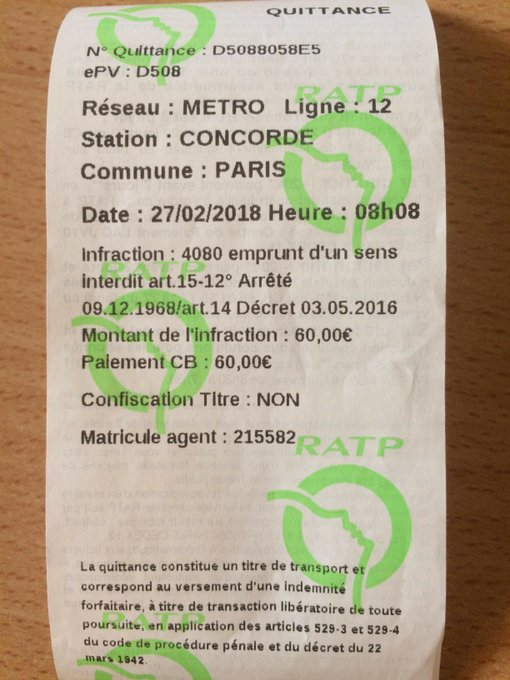 QUITTANCE
N° Quittance : D5088058E5
ePV : D508
RATP
Réseau : METRO Ligne : 12
Station : CONCORDE
Commune : PARIS
Date : 27/02/2018 Heure : 08h08
Infraction : 4080 emprunt d'un sens
RATP
interdit art.15-12° Arrêté
09.12.1968/art.14 Décret 03.05.2016
Montant de l'infraction : 60,00€
Paiement CB : 60,00€
Confiscation Titre : NON
Matricule agent : 215582
RATP
La quittance constitue un titre de transport et
correspond au versement d'une indemnité
forfaitaire, à titre de transaction libératoire de toute
RATP
poursuite, en application des articles 529-3 et 529-4
du code de procédure pénale et du décret du 22
mars 1942.